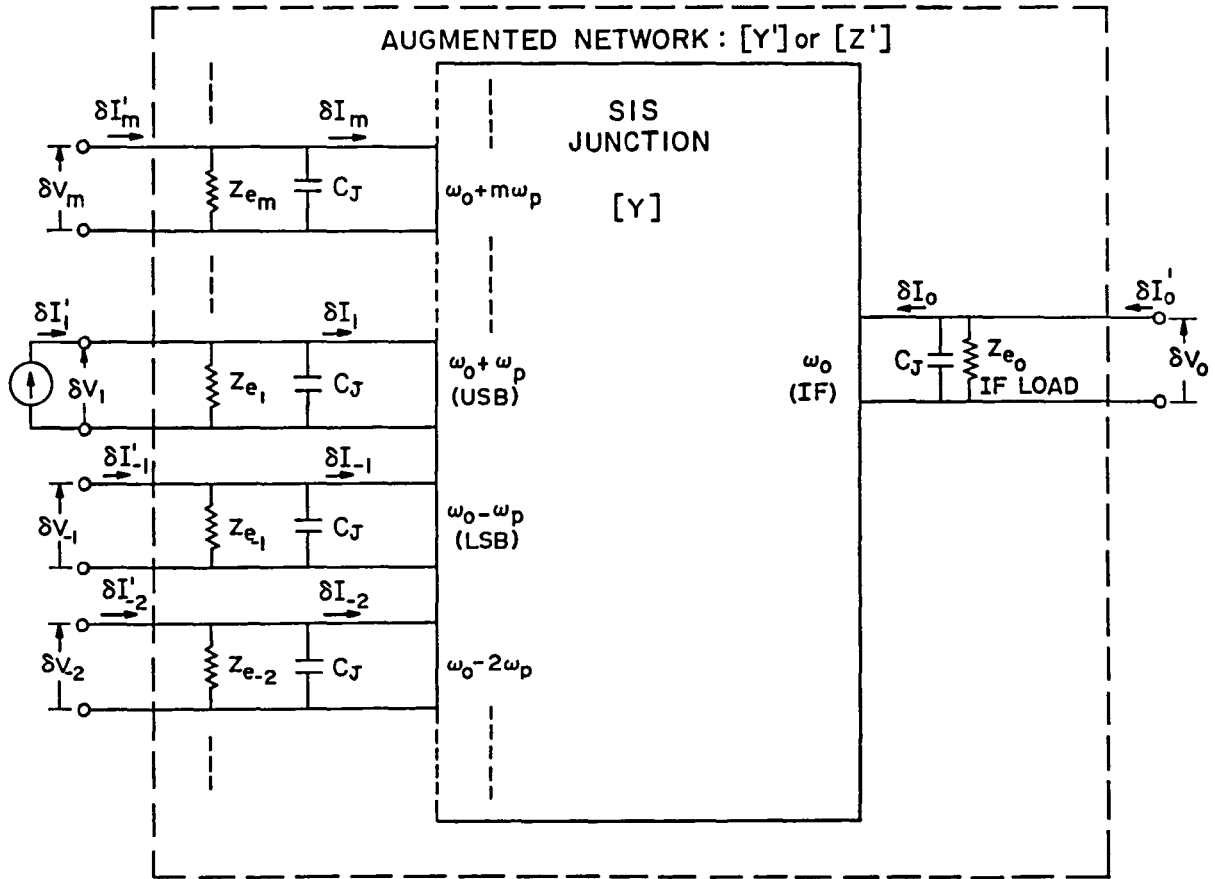 AUGMENTED NETWORK: [Y'] or [Z']
SIS
JUNCTION
[Y]
δI'm
δIm
δVm
Zem
CJ
ω0+mωp
δI'1
δI1
δV1
Ze1
CJ
ω0+ωp
(USB)
δI'-1
δI-1
δV-1
Ze-1
CJ
ω0-ωp
(LSB)
δI'-2
δI-2
δV-2
Ze-2
CJ
ω0-2ωp
ω0
(IF)
δI0
δI'0
CJ
Ze0
IF LOAD
δV0